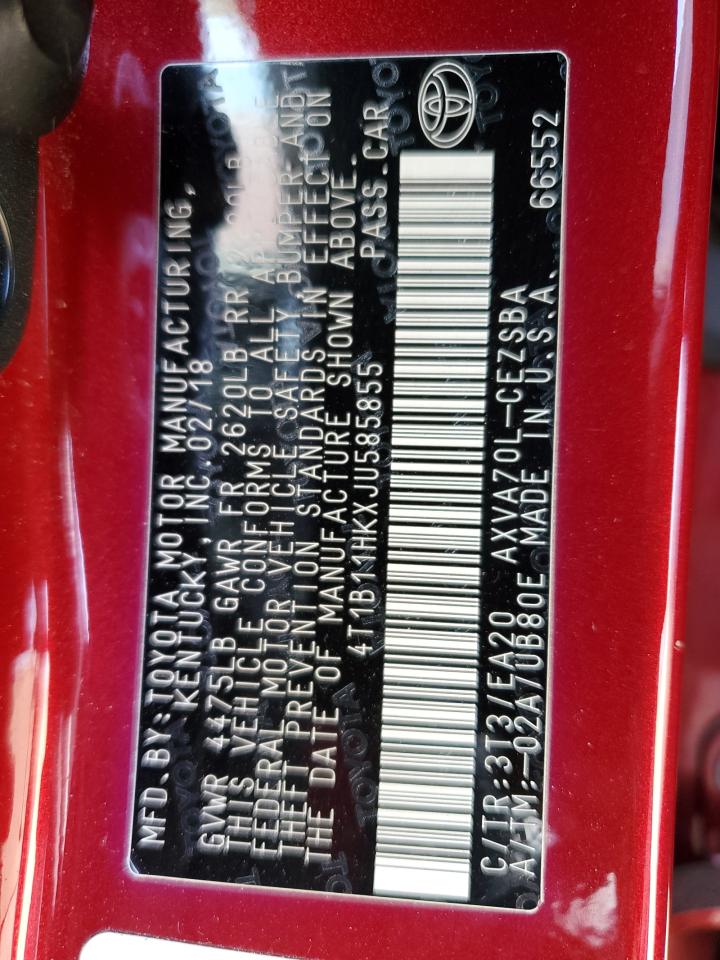 MFD.BY:TOYOTA MOTOR MANUFACTURING,
KENTUCKY,INC.02/18
GVWR 4475LB GAWR FR 2620LB RR
THIS VEHICLE CONFORMS TO ALL
FEDERAL MOTOR VEHICLE SAFETY,BUMPER,AND
THEFT PREVENTION STANDARDS IN EFFECT ON
THE DATE OF MANUFACTURE SHOWN ABOVE.
4T1B11HKXJU585855 PASS.CAR
C/TR:3T3/EA20 AXVA70L-CEZSBA 66552
A/TM:-02A/UB80E MADE IN U.S.A.